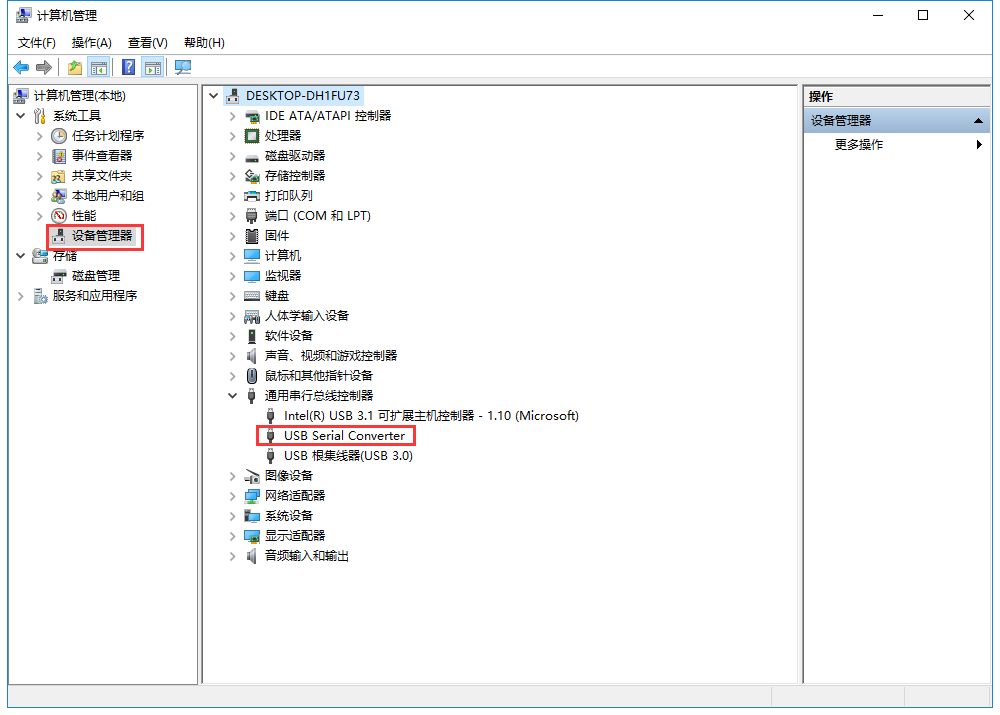 计算机管理
文件(F) 操作(A) 查看(V) 帮助(H)
计算机管理(本地)
系统工具
任务计划程序
事件查看器
共享文件夹
本地用户和组
性能
设备管理器
存储
磁盘管理
服务和应用程序
DESKTOP-DH1FU73
IDE ATA/ATAPI 控制器
处理器
磁盘驱动器
存储控制器
打印队列
端口 (COM 和 LPT)
固件
计算机
监视器
键盘
人体学输入设备
软件设备
声音、视频和游戏控制器
鼠标和其他指针设备
通用串行总线控制器
Intel(R) USB 3.1 可扩展主机控制器 - 1.10 (Microsoft)
USB Serial Converter
USB 根集线器(USB 3.0)
图像设备
网络适配器
系统设备
显示适配器
音频输入和输出
操作
设备管理器
更多操作